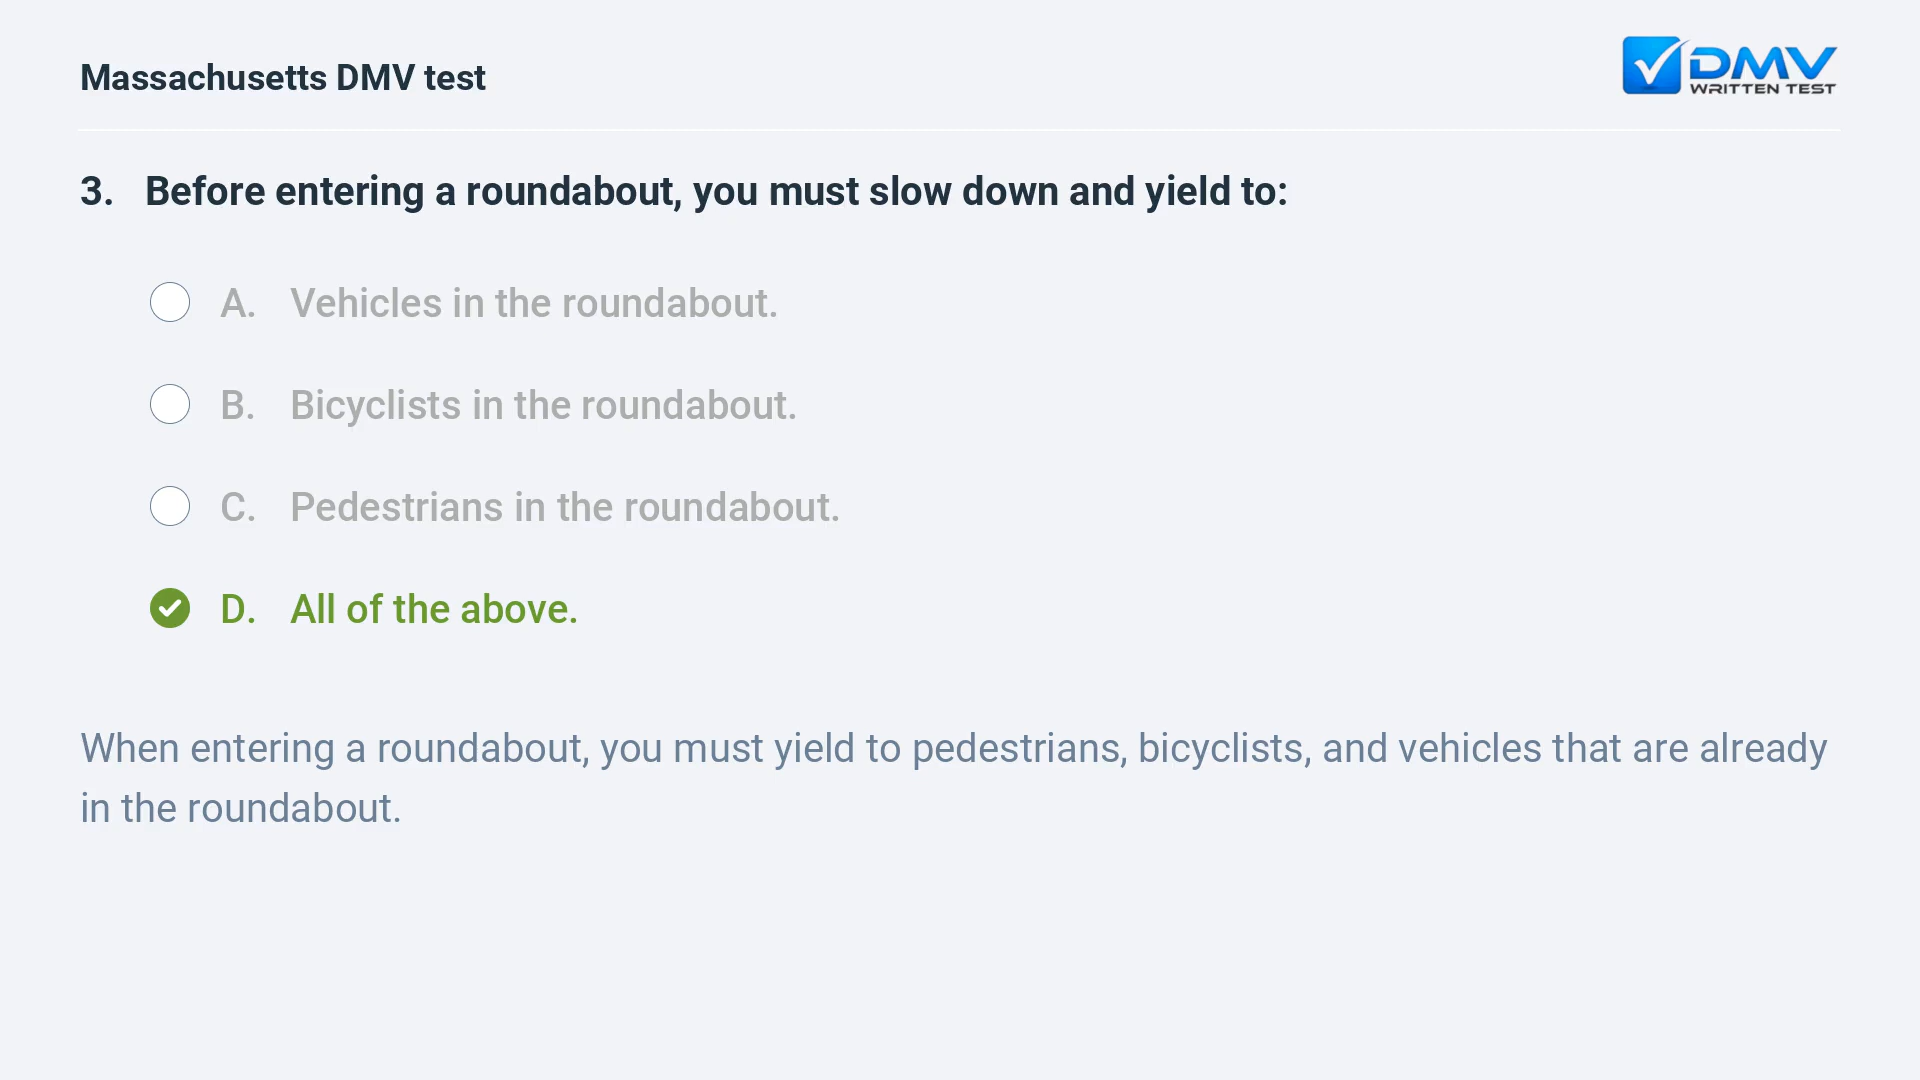 Massachusetts DMV test
DMV
WRITTEN TEST
3. Before entering a roundabout, you must slow down and yield to:
A. Vehicles in the roundabout.
B. Bicyclists in the roundabout.
C. Pedestrians in the roundabout.
D. All of the above.
When entering a roundabout, you must yield to pedestrians, bicyclists, and vehicles that are already
in the roundabout.